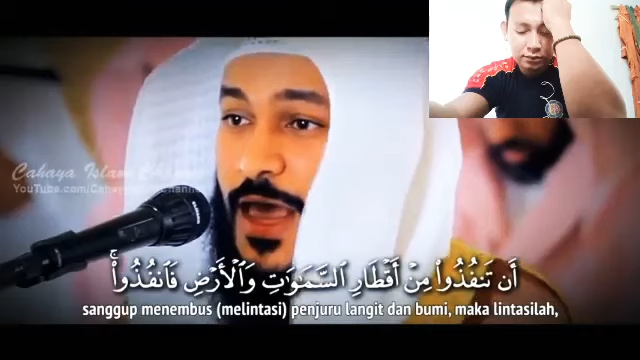 Cahaya Islam Channel
YouTube.com/CahayaIslamChannel
أَن تَنفُذُوا۟ مِنْ أَقْطَارِ ٱلسَّمَٰوَٰتِ وَٱلْأَرْضِ فَٱنفُذُوا۟ۚ
sanggup menembus (melintasi) penjuru langit dan bumi, maka lintasilah,